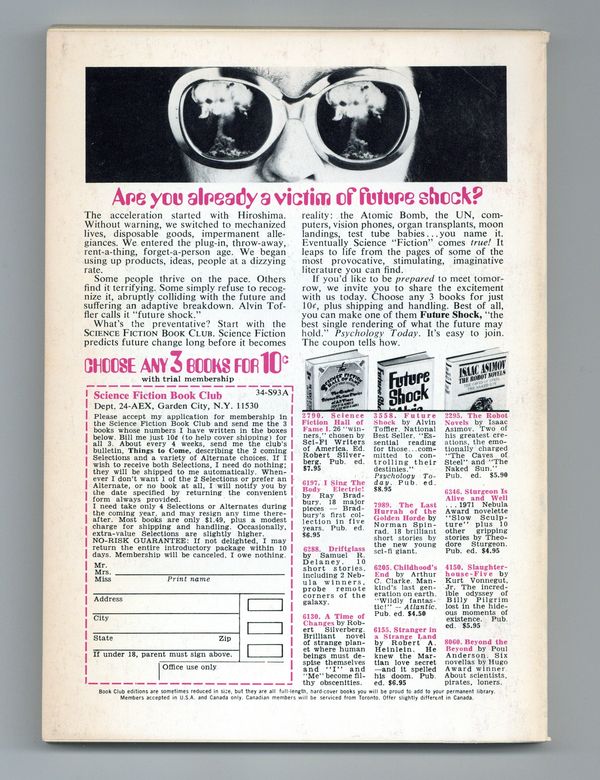 Are you already a victim of future shock?
The acceleration started with Hiroshima.
Without warning, we switched to mechanized
lives, disposable goods, impermanent alle-
giances. We entered the plug-in, throw-away,
rent-a-thing, forget-a-person age. We began
using up products, ideas, people at a dizzying
rate.
Some people thrive on the pace. Others
find it terrifying. Some simply refuse to recog-
nize it, abruptly colliding with the future and
suffering an adaptive breakdown. Alvin Tof-
fler calls it "future shock."
What's the preventative? Start with the
SCIENCE FICTION BOOK CLUB. Science Fiction
predicts future change long before it becomes
reality: the Atomic Bomb, the UN, com-
puters, vision phones, organ transplants, moon
landings, test tube babies...you name it.
Eventually Science "Fiction" comes true! It
leaps to life from the pages of some of the
most provocative, stimulating, imaginative
literature you can find.
If you'd like to be prepared to meet tomor-
row, we invite you to share the excitement
with us today. Choose any 3 books for just
10¢, plus shipping and handling. Best of all,
you can make one of them Future Shock, "the
best single rendering of what the future may
hold." Psychology Today. It's easy to join.
The coupon tells how.
CHOOSE ANY 3 BOOKS FOR 10¢
with trial membership
Science Fiction Book Club 34-S93A
Dept. 24-AEX, Garden City, N.Y. 11530
Please accept my application for membership in
the Science Fiction Book Club and send me the 3
books whose numbers I have written in the boxes
below. Bill me just 10¢ (to help cover shipping) for
all 3. About every 4 weeks, send me the club's
bulletin, Things to Come, describing the 2 coming
Selections and a variety of Alternate choices. If I
wish to receive both Selections, I need do nothing;
they will be shipped to me automatically. When-
ever I don't want 1 of the 2 Selections or prefer an
Alternate, or no book at all, I will notify you by
the date specified by returning the convenient
form always provided.
I need take only 4 Selections or Alternates during
the coming year, and may resign any time there-
after. Most books are only $1.49, plus a modest
charge for shipping and handling. Occasionally,
extra-value Selections are slightly higher.
NO-RISK GUARANTEE: If not delighted, I may
return the entire introductory package within 10
days. Membership will be canceled. I owe nothing.
Mr.
Mrs.
Miss Print name
Address
City
State Zip
If under 18, parent must sign above.
Office use only
Future
Shock
ISAAC ASIMOV
THE ROBOT NOVELS
2790. Science
Fiction Hall of
Fame I. 26 "win-
ners," chosen by
Sci-Fi Writers
of America. Ed.
Robert Silver-
berg. Pub. ed.
$7.95
6197. I Sing The
Body Electric!
by Ray Brad-
bury. 18 major
pieces — Brad-
bury's first col-
lection in five
years. Pub. ed.
$6.95
6288. Driftglass
by Samuel R.
Delaney. 10
short stories,
including 2 Neb-
ula winners,
probe remote
corners of the
galaxy.
6130. A Time of
Changes by Rob-
ert Silverberg.
Brilliant novel
of strange plan-
et where human
beings must de-
spise themselves
and "I" and
"Me" become fil-
thy obscenities.
3558. Future
Shock by Alvin
Toffler. National
Best Seller, "Es-
sential reading
for those...com-
mitted to con-
trolling their
destinies."
Psychology To-
day. Pub. ed.
$8.95
7989. The Last
Hurrah of the
Golden Horde by
Norman Spin-
rad. 18 brilliant
short stories by
the new young
sci-fi giant.
6205. Childhood's
End by Arthur
C. Clarke. Man-
kind's last gen-
eration on earth.
"Wildly fantas-
tic!" — Atlantic.
Pub. ed. $4.50
6155. Stranger in
a Strange Land
by Robert A.
Heinlein. He
knew the Mar-
tian love secret
—and it spelled
his doom. Pub.
ed. $6.95
2295. The Robot
Novels by Isaac
Asimov. Two of
his greatest cre-
ations, the emo-
tionally charged
"The Caves of
Steel" and "The
Naked Sun."
Pub. ed. $5.90
6346. Sturgeon Is
Alive and Well
...1971 Nebula
Award novelette
"Slow Sculp-
ture" plus 10
other gripping
stories by Theo-
dore Sturgeon.
Pub. ed. $4.95
4150. Slaughter-
house-Five by
Kurt Vonnegut,
Jr. The incred-
ible odyssey of
Billy Pilgrim
lost in the hide-
ous moments of
existence. Pub.
ed. $5.95
8060. Beyond the
Beyond by Poul
Anderson. Six
novellas by Hugo
Award winner.
About scientists,
pirates, loners.
Book Club editions are sometimes reduced in size, but they are all full-length, hard-cover books you will be proud to add to your permanent library.
Members accepted in U.S.A. and Canada only. Canadian members will be serviced from Toronto. Offer slightly different in Canada.